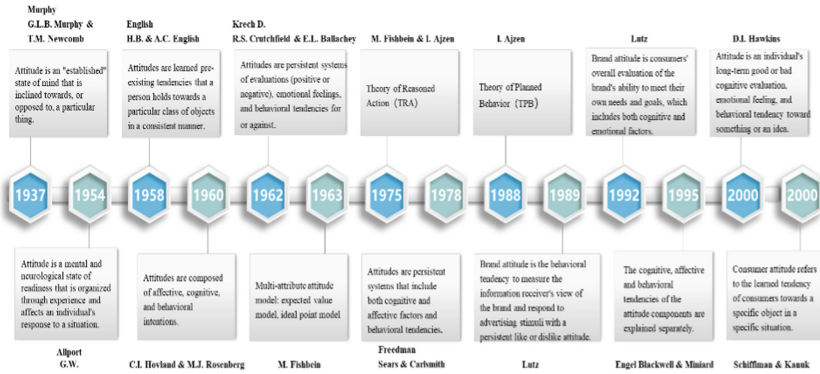 Murphy
G.L.B. Murphy &
T.M. Newcomb
English
H.B. & A.C. English
Krech D.
R.S. Crutchfield & E.L. Ballachey
M. Fishbein & I. Ajzen
I. Ajzen
Lutz
D.I. Hawkins
Attitude is an "established"
state of mind that is
inclined towards, or
opposed to, a particular
thing.
Attitudes are learned pre-
existing tendencies that a
person holds towards a
particular class of objects
in a consistent manner.
Attitudes are persistent systems
of evaluations (positive or
negative), emotional feelings,
and behavioral tendencies for
or against.
Theory of Reasoned
Action (TRA)
Theory of Planned
Behavior (TPB)
Brand attitude is consumers'
overall evaluation of the
brand's ability to meet their
own needs and goals, which
includes both cognitive and
emotional factors.
Attitude is an individual's
long-term good or bad
cognitive evaluation,
emotional feeling, and
behavioral tendency toward
something or an idea.
1937
1954
1958
1960
1962
1963
1975
1978
1988
1989
1992
1995
2000
2000
Attitude is a mental and
neurological state of
readiness that is organized
through experience and
affects an individual's
response to a situation.
Attitudes are composed
of affective, cognitive,
and behavioral
intentions.
Multi-attribute attitude
model: expected value
model, ideal point model
Attitudes are persistent
systems that include
both cognitive and
affective factors and
behavioral tendencies.
Brand attitude is the behavioral
tendency to measure the
information receiver's view of
the brand and respond to
advertising stimuli with a
persistent like or dislike attitude.
The cognitive, affective
and behavioral
tendencies of the
attitude components are
explained separately.
Consumer attitude refers
to the learned tendency
of consumers towards a
specific object in a
specific situation.
Allport
G.W.
C.I. Hovland & M.J. Rosenberg
M. Fishbein
Freedman
Sears & Carlsmith
Lutz
Engel Blackwell & Miniard
Schiffman & Kanuk